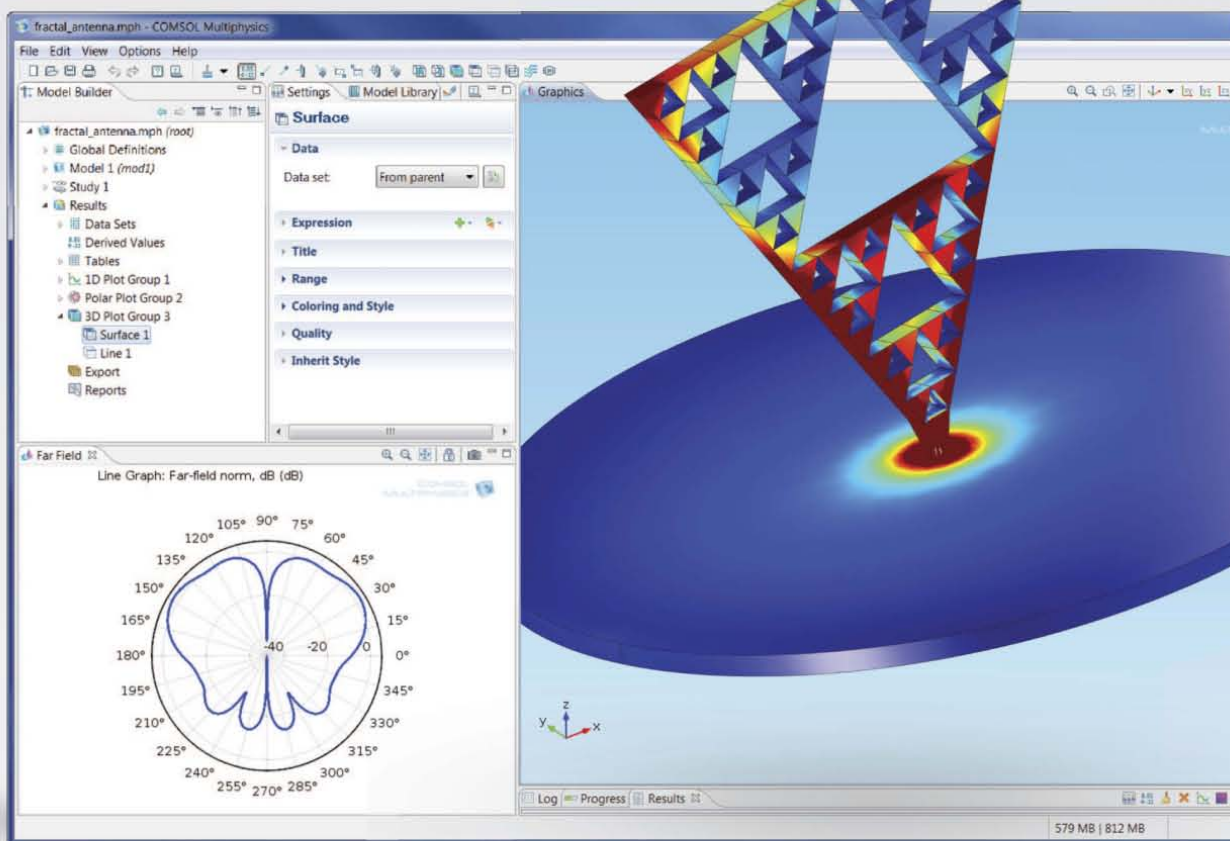 fractal_antenna.mph - COMSOL Multiphysics
File Edit View Options Help
Model Builder
fractal_antenna.mph (root)
Global Definitions
Model 1 (mod1)
Study 1
Results
Data Sets
Derived Values
Tables
1D Plot Group 1
Polar Plot Group 2
3D Plot Group 3
Surface 1
Line 1
Export
Reports
Settings Model Library
Surface
Data
Data set: From parent
Expression
Title
Range
Coloring and Style
Quality
Inherit Style
Graphics
z
y x
Far Field
Line Graph: Far-field norm, dB (dB)
COMSOL
MULTIPHYSICS
105° 90° 75°
120° 60°
135° 45°
150° 30°
165° 15°
180° -40 -20 0 0°
195° 345°
210° 330°
225° 315°
240° 300°
255° 270° 285°
Log Progress Results
579 MB | 812 MB